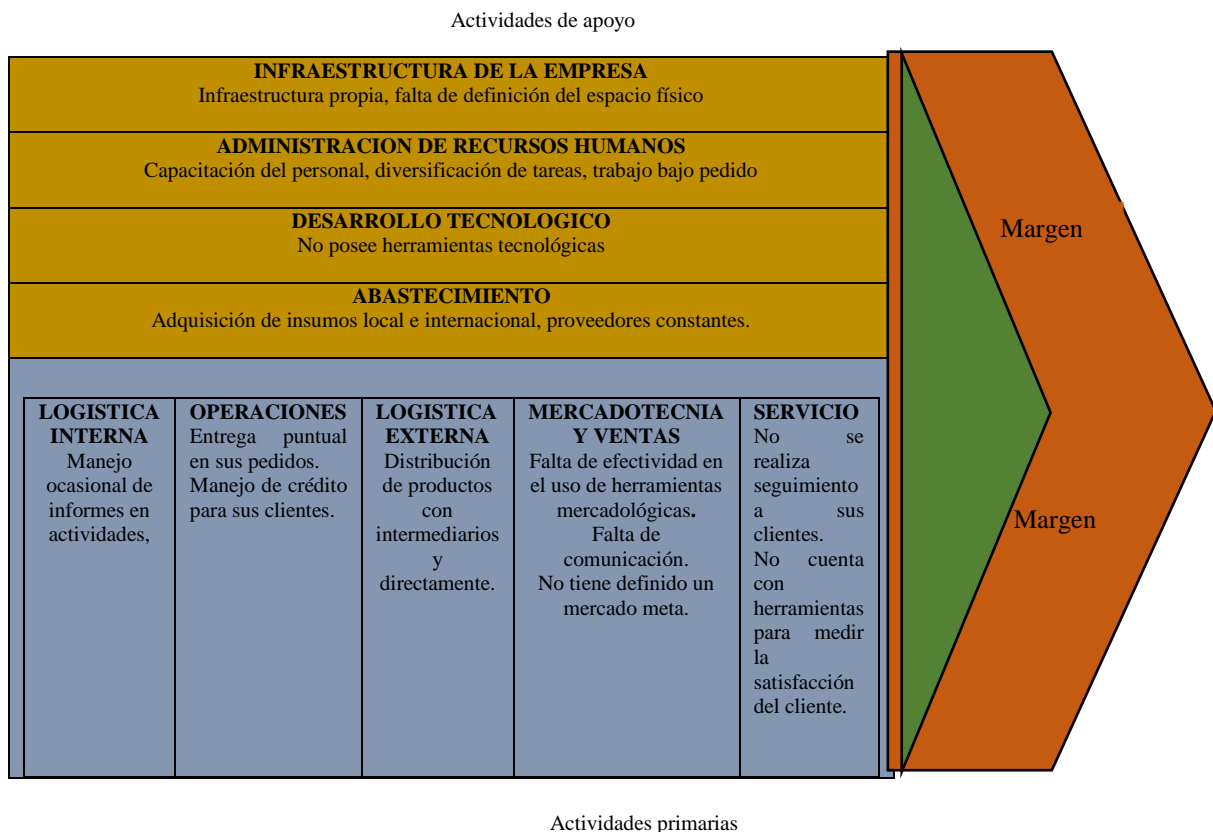 Actividades de apoyo
INFRAESTRUCTURA DE LA EMPRESA
Infraestructura propia, falta de definición del espacio físico
ADMINISTRACION DE RECURSOS HUMANOS
Capacitación del personal, diversificación de tareas, trabajo bajo pedido
DESARROLLO TECNOLOGICO
No posee herramientas tecnológicas
ABASTECIMIENTO
Adquisición de insumos local e internacional, proveedores constantes.
LOGISTICA
INTERNA
Manejo
ocasional de
informes en
actividades,
OPERACIONES
Entrega puntual
en sus pedidos.
Manejo de crédito
para sus clientes.
LOGISTICA
EXTERNA
Distribución
de productos
con
intermediarios
y
directamente.
MERCADOTECNIA
Y VENTAS
Falta de efectividad en
el uso de herramientas
mercadológicas.
Falta de
comunicación.
No tiene definido un
mercado meta.
SERVICIO
No se
realiza
seguimiento
a sus
clientes.
No cuenta
con
herramientas
para medir
la
satisfacción
del cliente.
Margen
Margen
Actividades primarias